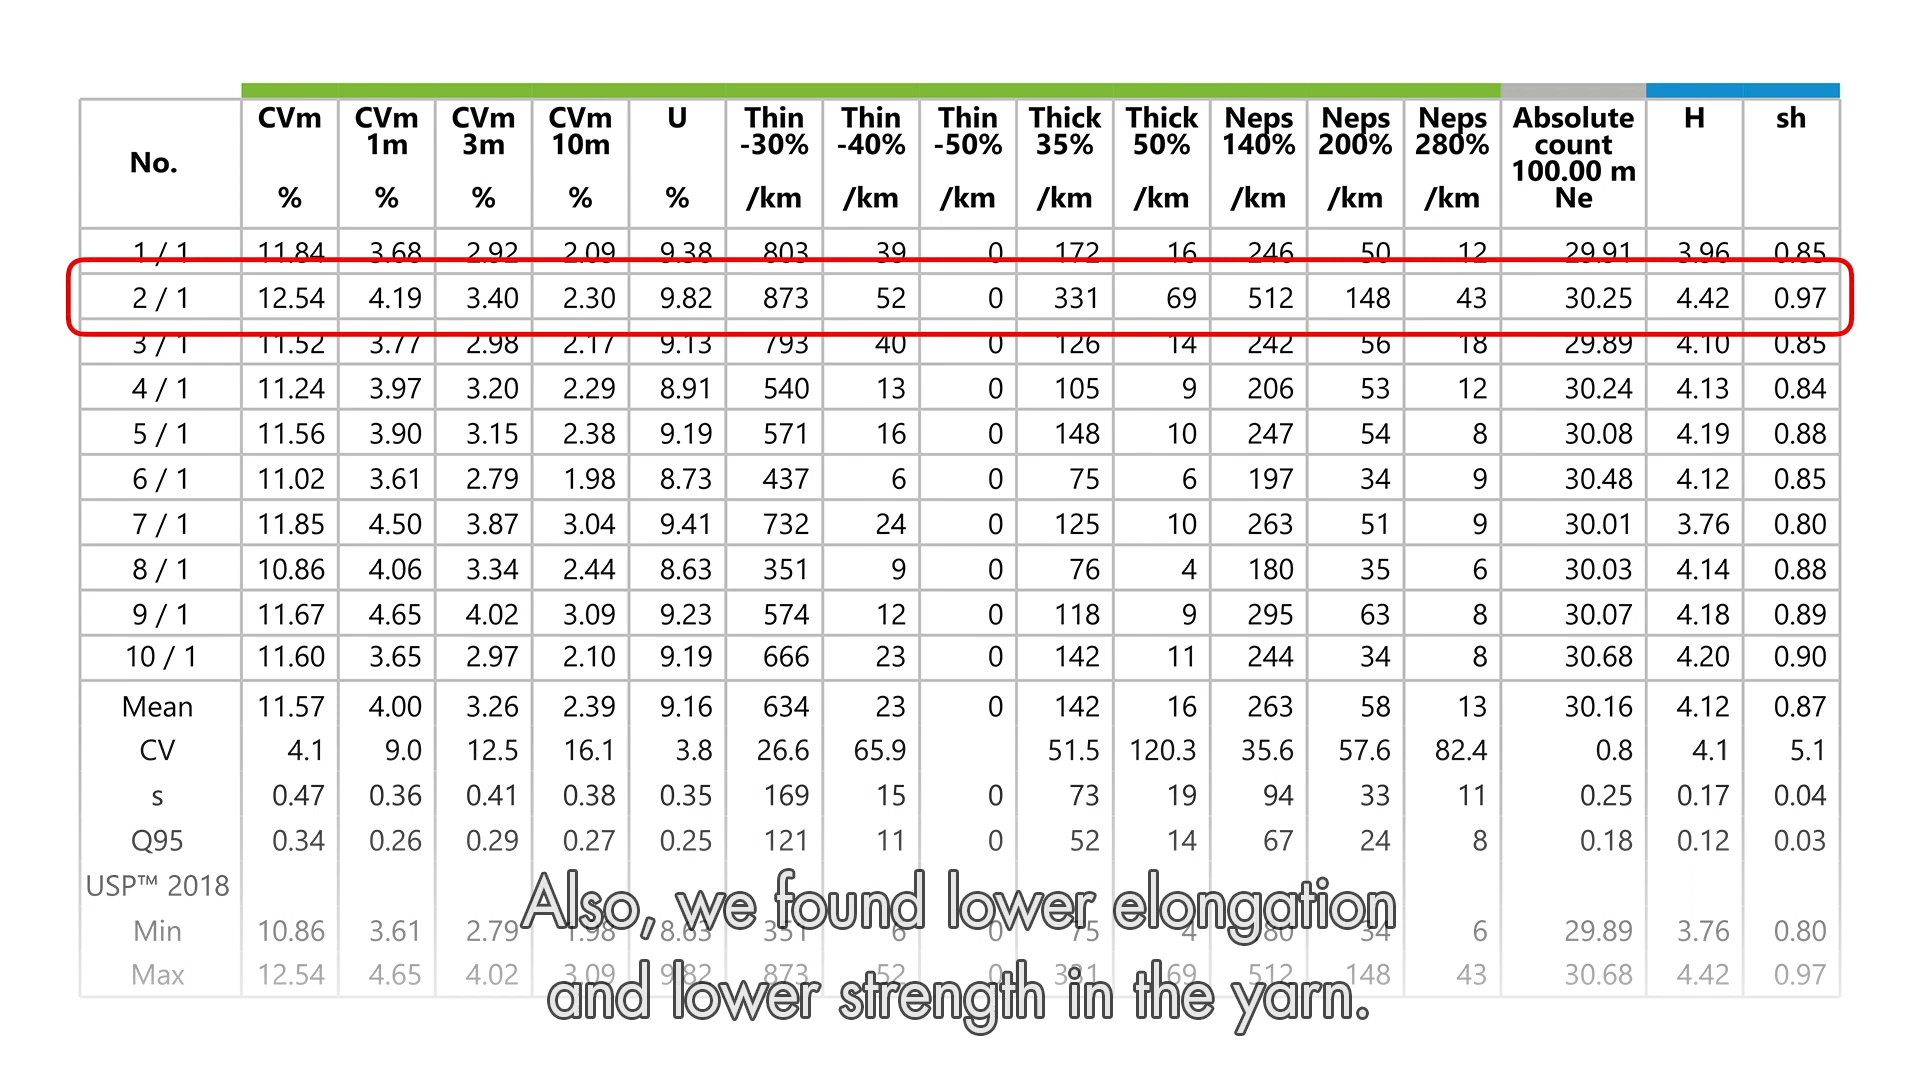 No. CVm % CVm 1m % CVm 3m % CVm 10m % U % Thin -30% /km Thin -40% /km Thin -50% /km Thick 35% /km Thick 50% /km Neps 140% /km Neps 200% /km Neps 280% /km Absolute count 100.00 m Ne H sh
1 / 1 11.84 3.68 2.92 2.09 9.38 803 39 0 172 16 246 50 12 29.91 3.96 0.85
2 / 1 12.54 4.19 3.40 2.30 9.82 873 52 0 331 69 512 148 43 30.25 4.42 0.97
3 / 1 11.52 3.77 2.98 2.17 9.13 793 40 0 126 14 242 56 18 29.89 4.10 0.85
4 / 1 11.24 3.97 3.20 2.29 8.91 540 13 0 105 9 206 53 12 30.24 4.13 0.84
5 / 1 11.56 3.90 3.15 2.38 9.19 571 16 0 148 10 247 54 8 30.08 4.19 0.88
6 / 1 11.02 3.61 2.79 1.98 8.73 437 6 0 75 6 197 34 9 30.48 4.12 0.85
7 / 1 11.85 4.50 3.87 3.04 9.41 732 24 0 125 10 263 51 9 30.01 3.76 0.80
8 / 1 10.86 4.06 3.34 2.44 8.63 351 9 0 76 4 180 35 6 30.03 4.14 0.88
9 / 1 11.67 4.65 4.02 3.09 9.23 574 12 0 118 9 295 63 8 30.07 4.18 0.89
10 / 1 11.60 3.65 2.97 2.10 9.19 666 23 0 142 11 244 34 8 30.68 4.20 0.90
Mean 11.57 4.00 3.26 2.39 9.16 634 23 0 142 16 263 58 13 30.16 4.12 0.87
CV 4.1 9.0 12.5 16.1 3.8 26.6 65.9 51.5 120.3 35.6 57.6 82.4 0.8 4.1 5.1
s 0.47 0.36 0.41 0.38 0.35 169 15 0 73 19 94 33 11 0.25 0.17 0.04
Q95 0.34 0.26 0.29 0.27 0.25 121 11 0 52 14 67 24 8 0.18 0.12 0.03
USP™ 2018
Min 10.86 3.61 2.79 1.98 8.63 351 6 0 75 4 180 34 6 29.89 3.76 0.80
Max 12.54 4.65 4.02 3.09 9.82 873 52 0 331 69 512 148 43 30.68 4.42 0.97
Also, we found lower elongation
and lower strength in the yarn.